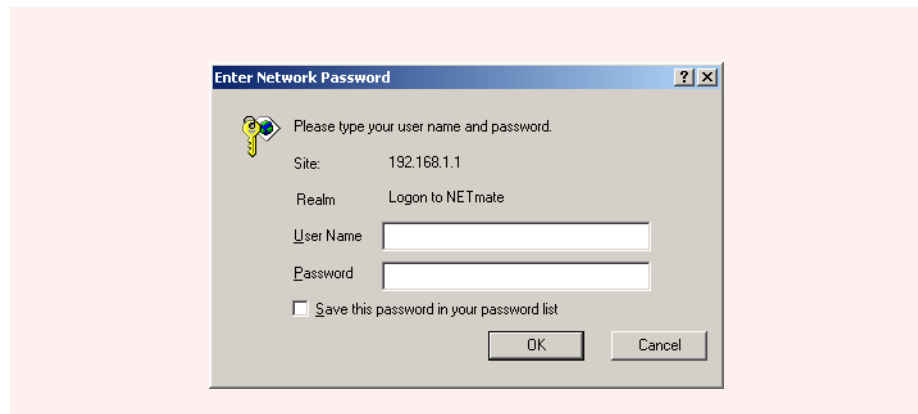 Enter Network Password
Please type your user name and password.
Site: 192.168.1.1
Realm Logon to NETmate
User Name
Password
Save this password in your password list
OK Cancel